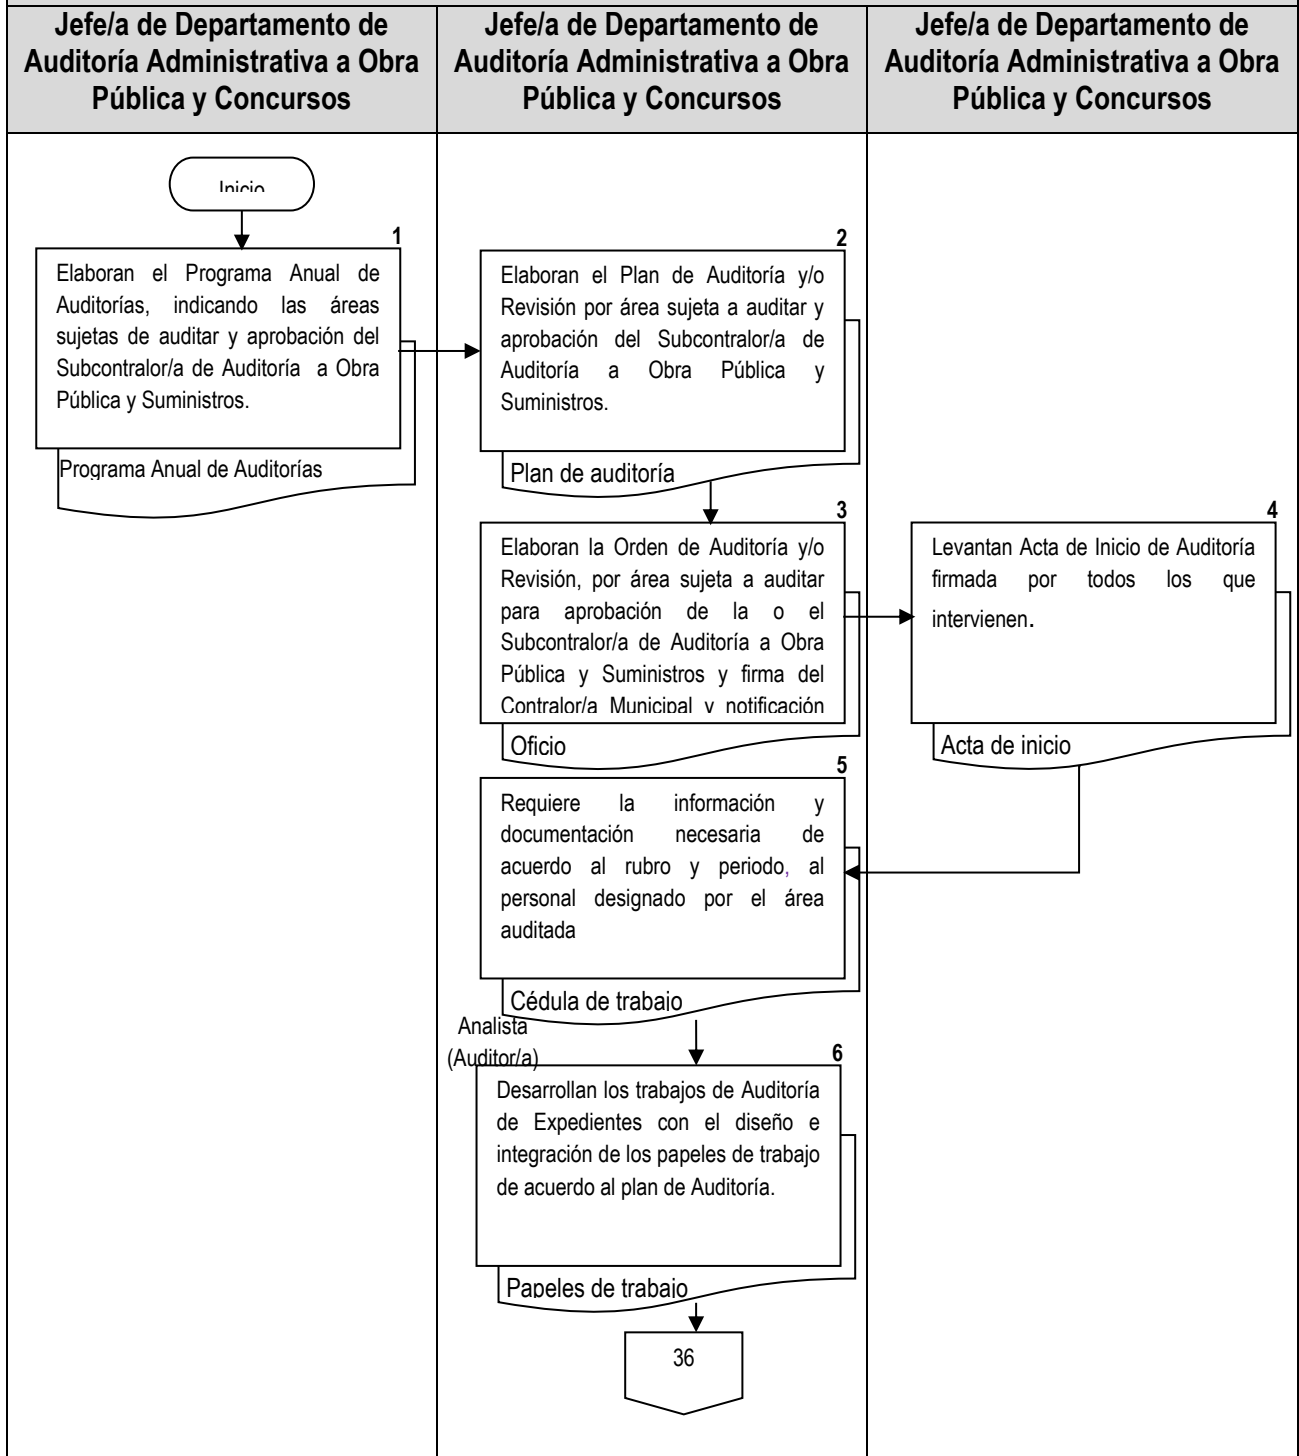 Jefe/a de Departamento de
Auditoría Administrativa a Obra
Pública y Concursos
Jefe/a de Departamento de
Auditoría Administrativa a Obra
Pública y Concursos
Jefe/a de Departamento de
Auditoría Administrativa a Obra
Pública y Concursos
Inicio
1
Elaboran el Programa Anual de
Auditorías, indicando las áreas
sujetas de auditar y aprobación del
Subcontralor/a de Auditoría a Obra
Pública y Suministros.
Programa Anual de Auditorías
2
Elaboran el Plan de Auditoría y/o
Revisión por área sujeta a auditar y
aprobación del Subcontralor/a de
Auditoría a Obra Pública y
Suministros.
Plan de auditoría
3
Elaboran la Orden de Auditoría y/o
Revisión, por área sujeta a auditar
para aprobación de la o el
Subcontralor/a de Auditoría a Obra
Pública y Suministros y firma del
Contralor/a Municipal y notificación
Oficio
4
Levantan Acta de Inicio de Auditoría
firmada por todos los que
intervienen.
Acta de inicio
5
Requiere la información y
documentación necesaria de
acuerdo al rubro y periodo, al
personal designado por el área
auditada
Cédula de trabajo
Analista
(Auditor/a)
6
Desarrollan los trabajos de Auditoría
de Expedientes con el diseño e
integración de los papeles de trabajo
de acuerdo al plan de Auditoría.
Papeles de trabajo
36